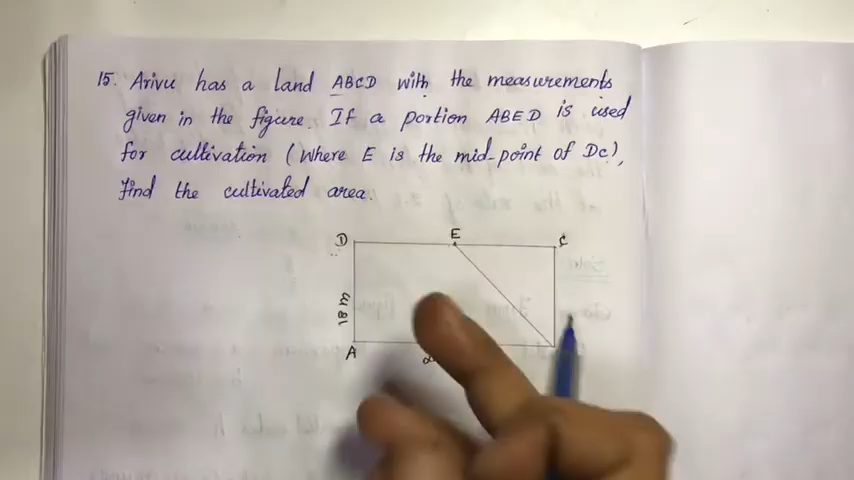 15. Arivu has a land ABCD with the measurements
given in the figure. If a portion ABED is used
for cultivation (where E is the mid-point of DC),
find the cultivated area.
D E C
18 m
A